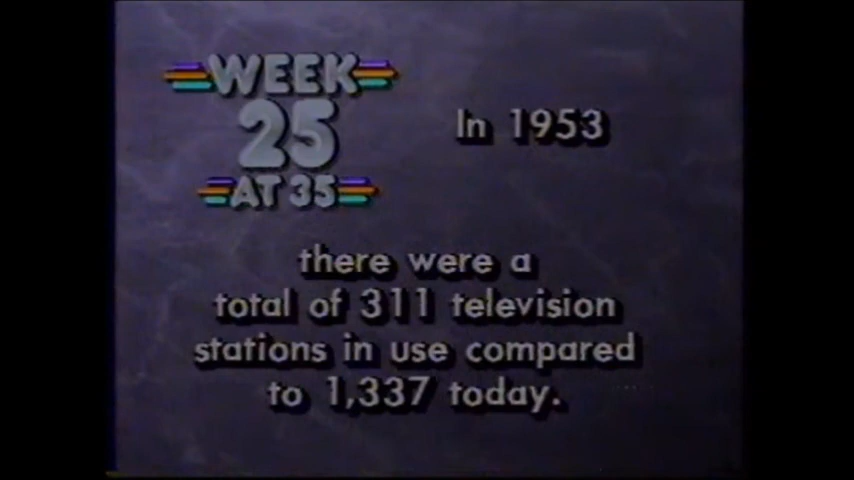 WEEK
25
AT 35
In 1953
there were a
total of 311 television
stations in use compared
to 1,337 today.